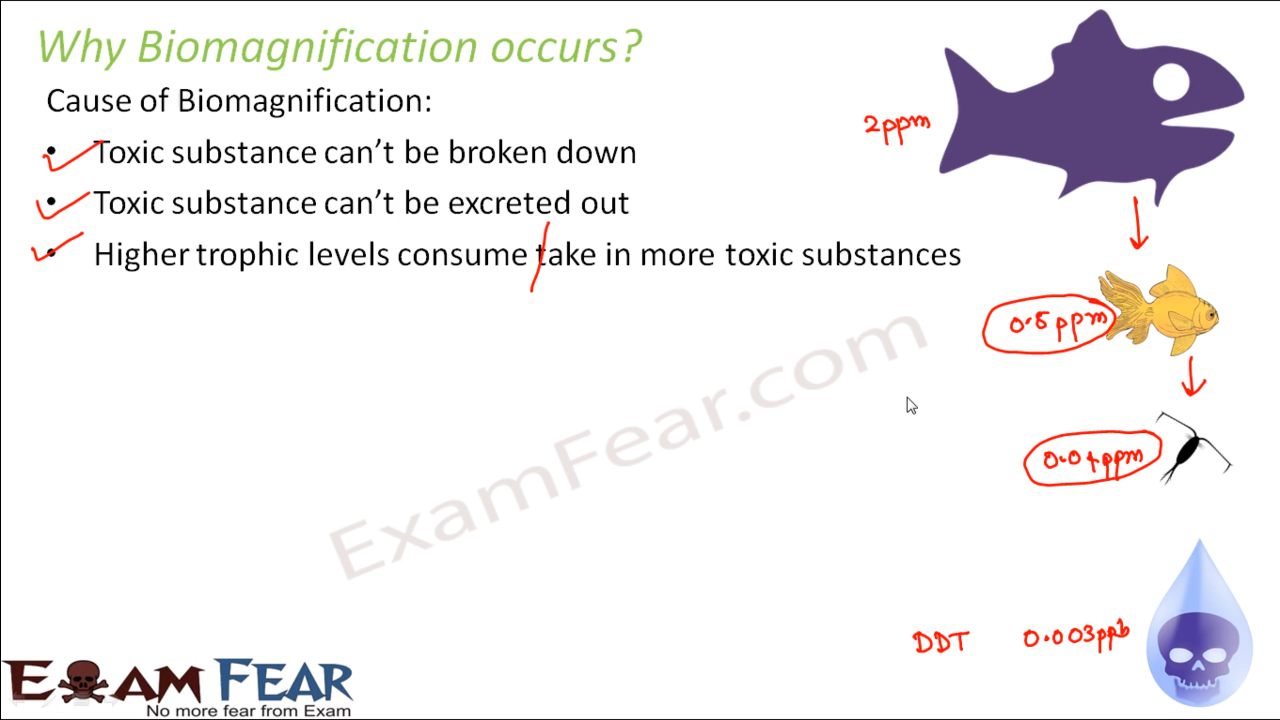 Why Biomagnification occurs?
Cause of Biomagnification:
• Toxic substance can't be broken down
• Toxic substance can't be excreted out
• Higher trophic levels consume take in more toxic substances
2ppm
0.5ppm
0.04ppm
DDT 0.003ppb
ExamFear.com
EXAM FEAR
No more fear from Exam